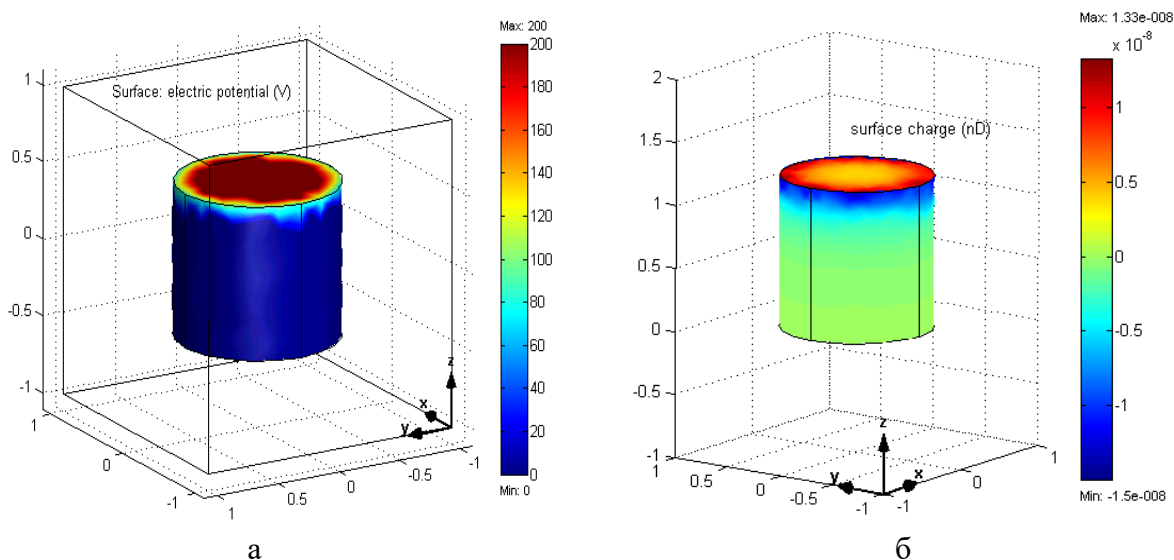 Max: 200
200
180
160
140
120
100
80
60
40
20
0
Min: 0
Surface: electric potential (V)
1
0.5
0
-0.5
-1
1
0
-1
1
0.5
0
-0.5
-1
z
x
y
а
Max: 1.33e-008
x 10⁻⁸
1
0.5
0
-0.5
-1
Min: -1.5e-008
surface charge (nD)
2
1.5
1
0.5
0
-0.5
-1
1
0.5
0
-0.5
-1
-1
0
1
z
y
x
б